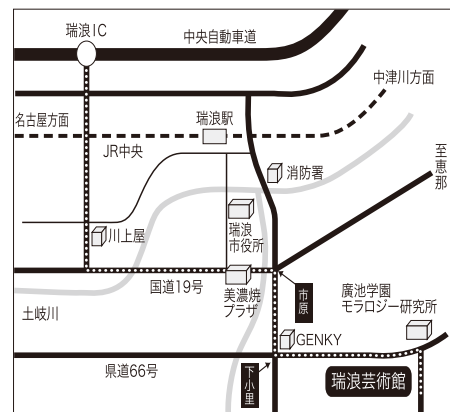 瑞浪IC
中央自動車道
中津川方面
名古屋方面
瑞浪駅
JR中央
消防署
至恵那
川上屋
瑞浪
市役所
国道19号
美濃焼
プラザ
市原
廣池学園
モラロジー研究所
土岐川
GENKY
県道66号
下小里
瑞浪芸術館